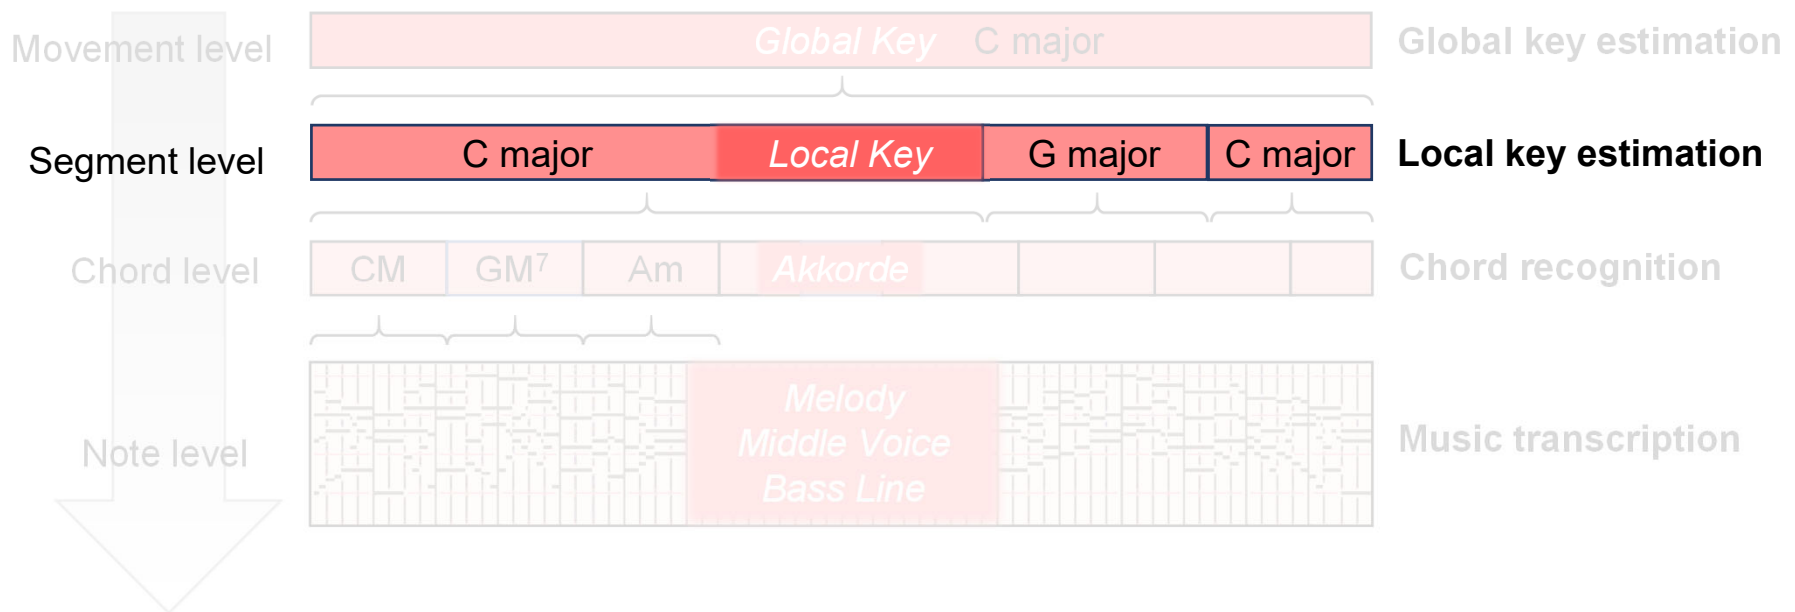 Movement level Global Key C major Global key estimation
Segment level C major Local Key G major C major Local key estimation
Chord level CM GM⁷ Am Akkorde Chord recognition
Melody
Note level Middle Voice Music transcription
Bass Line